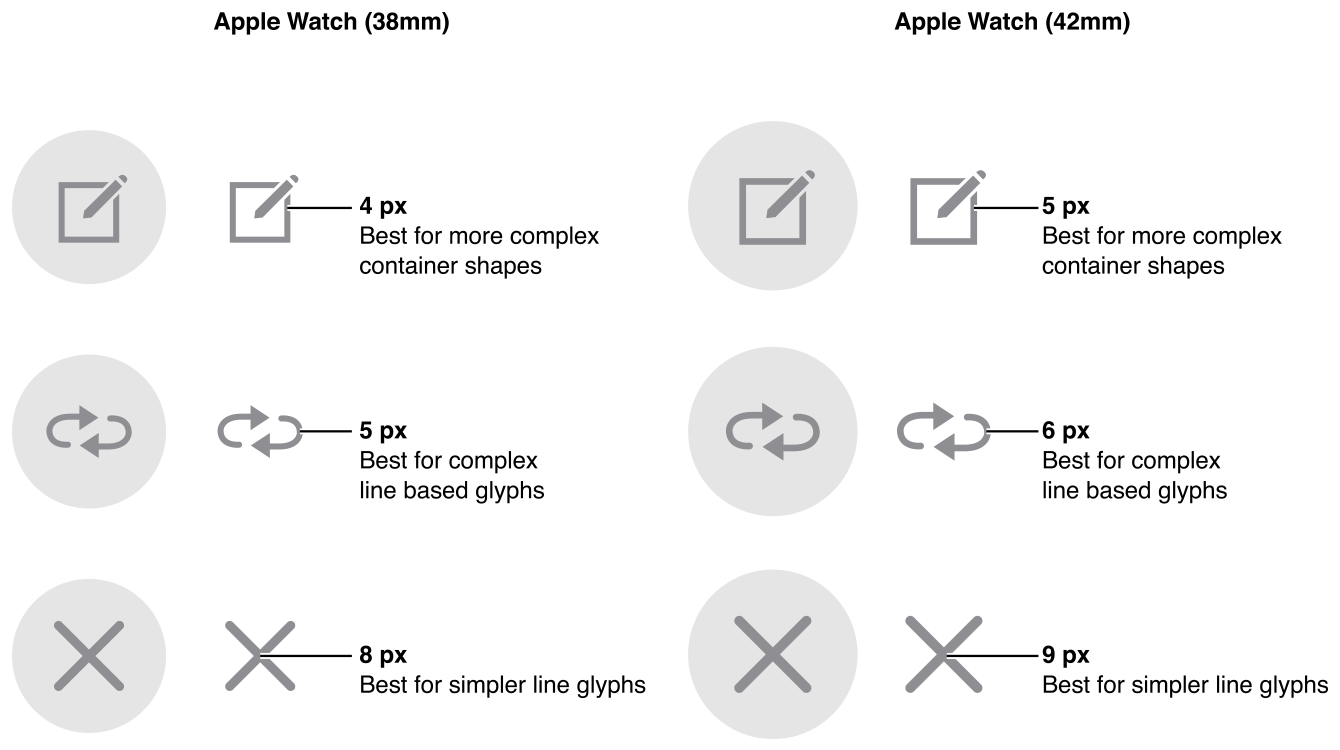 Apple Watch (38mm)
Apple Watch (42mm)
4 px
Best for more complex
container shapes
5 px
Best for more complex
container shapes
5 px
Best for complex
line based glyphs
6 px
Best for complex
line based glyphs
8 px
Best for simpler line glyphs
9 px
Best for simpler line glyphs